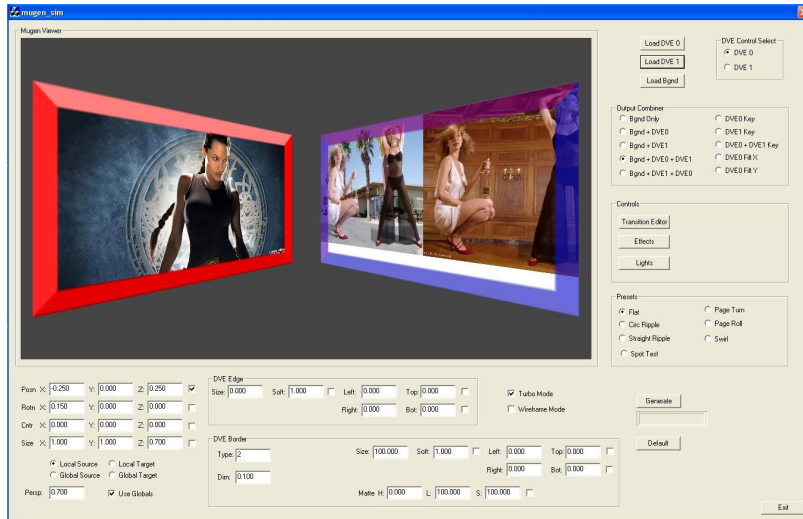 mugen_sim
Mugen Viewer
Load DVE 0
Load DVE 1
Load Bgnd
DVE Control Select
DVE 0
DVE 1
Output Combiner
Bgnd Only
Bgnd + DVE0
Bgnd + DVE1
Bgnd + DVE0 + DVE1
Bgnd + DVE1 + DVE0
DVE0 Key
DVE1 Key
DVE0 + DVE1 Key
DVE0 Filt X
DVE0 Filt Y
Controls
Transition Editor
Effects
Lights
Presets
Flat
Circ Ripple
Straight Ripple
Spot Test
Page Turn
Page Roll
Swirl
Posn X: -0.250 Y: 0.000 Z: 0.250
Rotn X: 0.150 Y: 0.000 Z: 0.000
Cntr X: 0.000 Y: 0.000 Z: 0.000
Size X: 1.000 Y: 1.000 Z: 0.700
Local Source Local Target
Global Source Global Target
Persp: 0.700 Use Globals
DVE Edge
Size: 0.000 Soft: 1.000 Left: 0.000 Top: 0.000
Right: 0.000 Bot: 0.000
DVE Border
Type: 2 Size: 100.000 Soft: 1.000 Left: 0.000 Top: 0.000
Dim: 0.100 Right: 0.000 Bot: 0.000
Matte H: 0.000 L: 100.000 S: 100.000
Turbo Mode
Wireframe Mode
Generate
Default
Exit